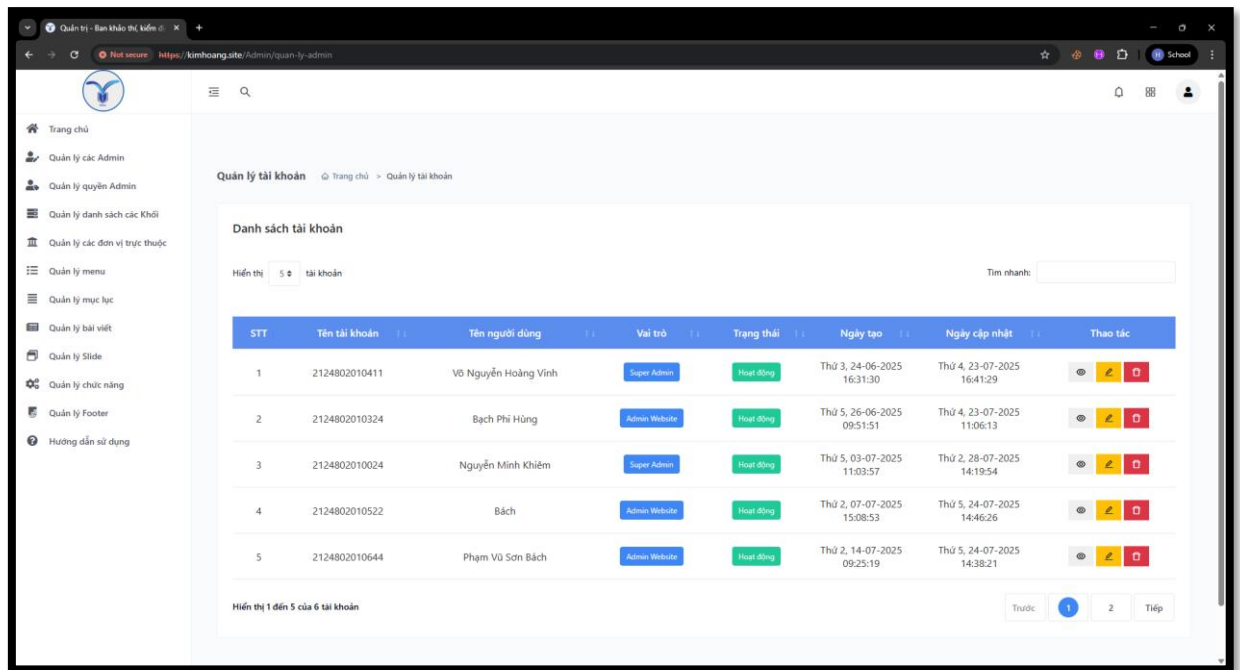 Quản trị - Ban khảo thí, kiểm đị
Not secure https://kimhoang.site/Admin/quan-ly-admin
School
Trang chủ
Quản lý các Admin
Quản lý quyền Admin
Quản lý danh sách các Khối
Quản lý các đơn vị trực thuộc
Quản lý menu
Quản lý mục lục
Quản lý bài viết
Quản lý Slide
Quản lý chức năng
Quản lý Footer
Hướng dẫn sử dụng
Quản lý tài khoản Trang chủ > Quản lý tài khoản
Danh sách tài khoản
Hiển thị 5 tài khoản Tìm nhanh:
STT Tên tài khoản Tên người dùng Vai trò Trạng thái Ngày tạo Ngày cập nhật Thao tác
1 2124802010411 Võ Nguyễn Hoàng Vinh Super Admin Hoạt động Thứ 3, 24-06-2025 Thứ 4, 23-07-2025
16:31:30 16:41:29
2 2124802010324 Bạch Phi Hùng Admin Website Hoạt động Thứ 5, 26-06-2025 Thứ 4, 23-07-2025
09:51:51 11:06:13
3 2124802010024 Nguyễn Minh Khiêm Super Admin Hoạt động Thứ 5, 03-07-2025 Thứ 2, 28-07-2025
11:03:57 14:19:54
4 2124802010522 Bách Admin Website Hoạt động Thứ 2, 07-07-2025 Thứ 5, 24-07-2025
15:08:53 14:46:26
5 2124802010644 Phạm Vũ Sơn Bách Admin Website Hoạt động Thứ 2, 14-07-2025 Thứ 5, 24-07-2025
09:25:19 14:38:21
Hiển thị 1 đến 5 của 6 tài khoản Trước 1 2 Tiếp